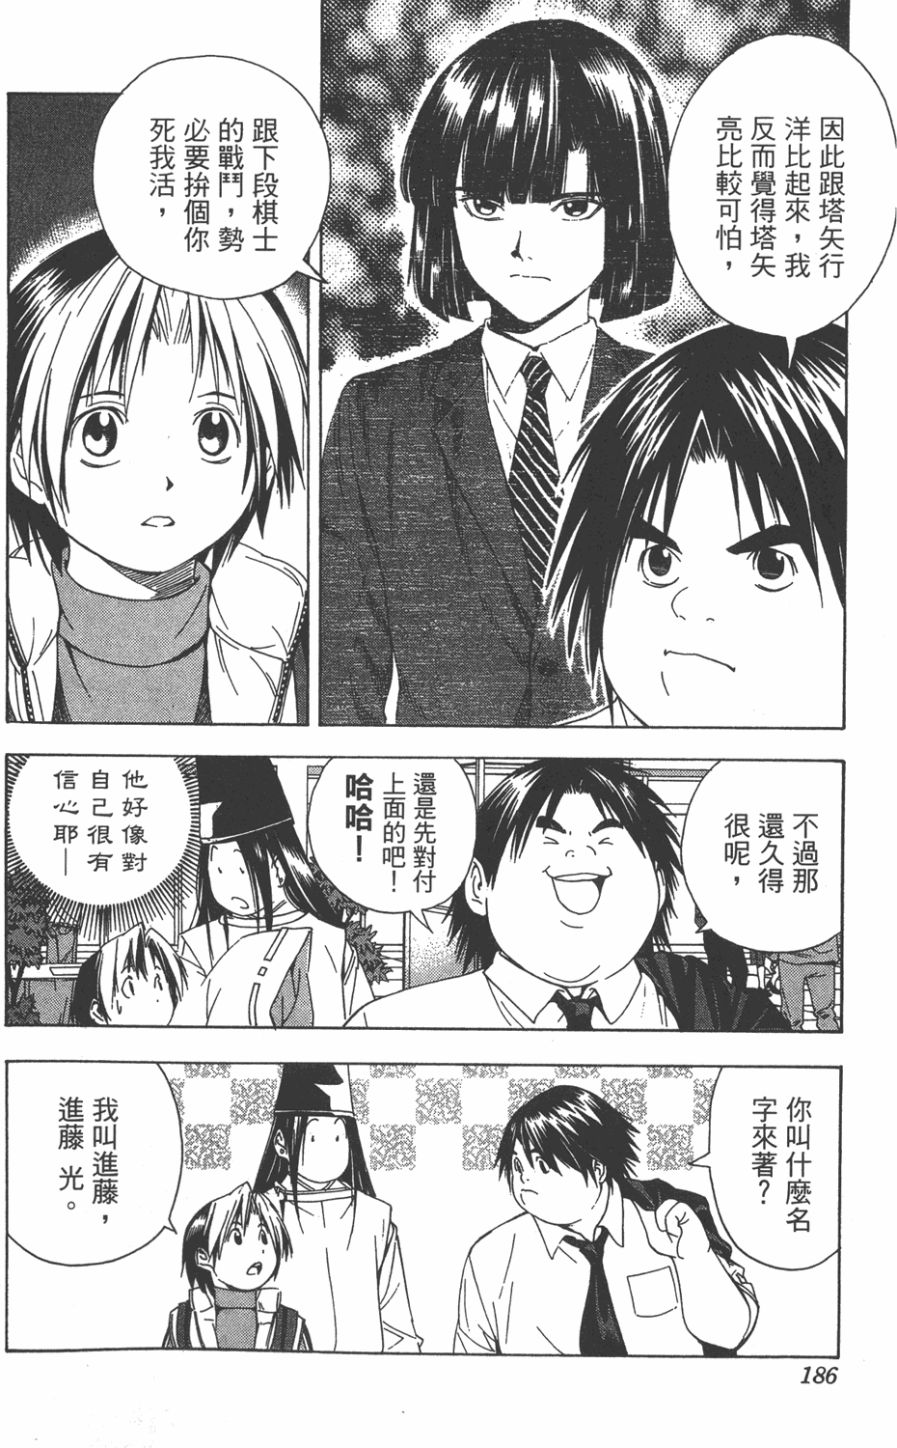 因此跟塔矢行
洋比起來，我
反而覺得塔矢
亮比較可怕，
跟下段棋士
的戰鬥，勢
必要拚個你
死我活，
不過那
還久得
很呢，
還是先對付
上面的吧！
哈哈！
他好像對
自己很有
信心耶—
你叫什麼名
字來著？
我叫進藤，
進藤 光。
186